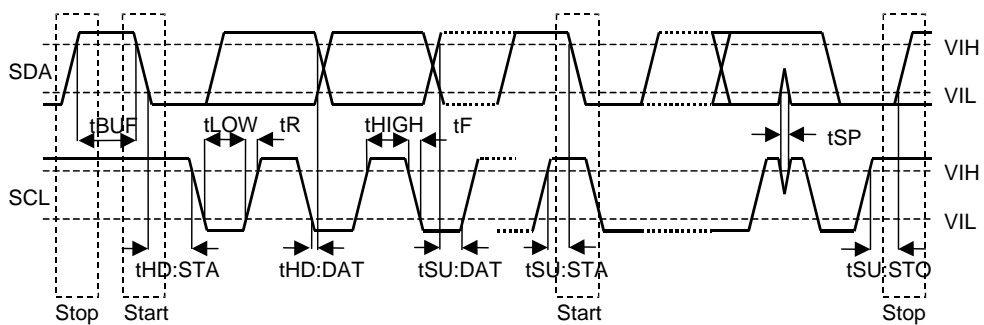 VIH
SDA
VIL
tBUF tLOW tR tHIGH tF tSP
VIH
SCL
VIL
tHD:STA tHD:DAT tSU:DAT tSU:STA tSU:STO
Stop Start Start Stop